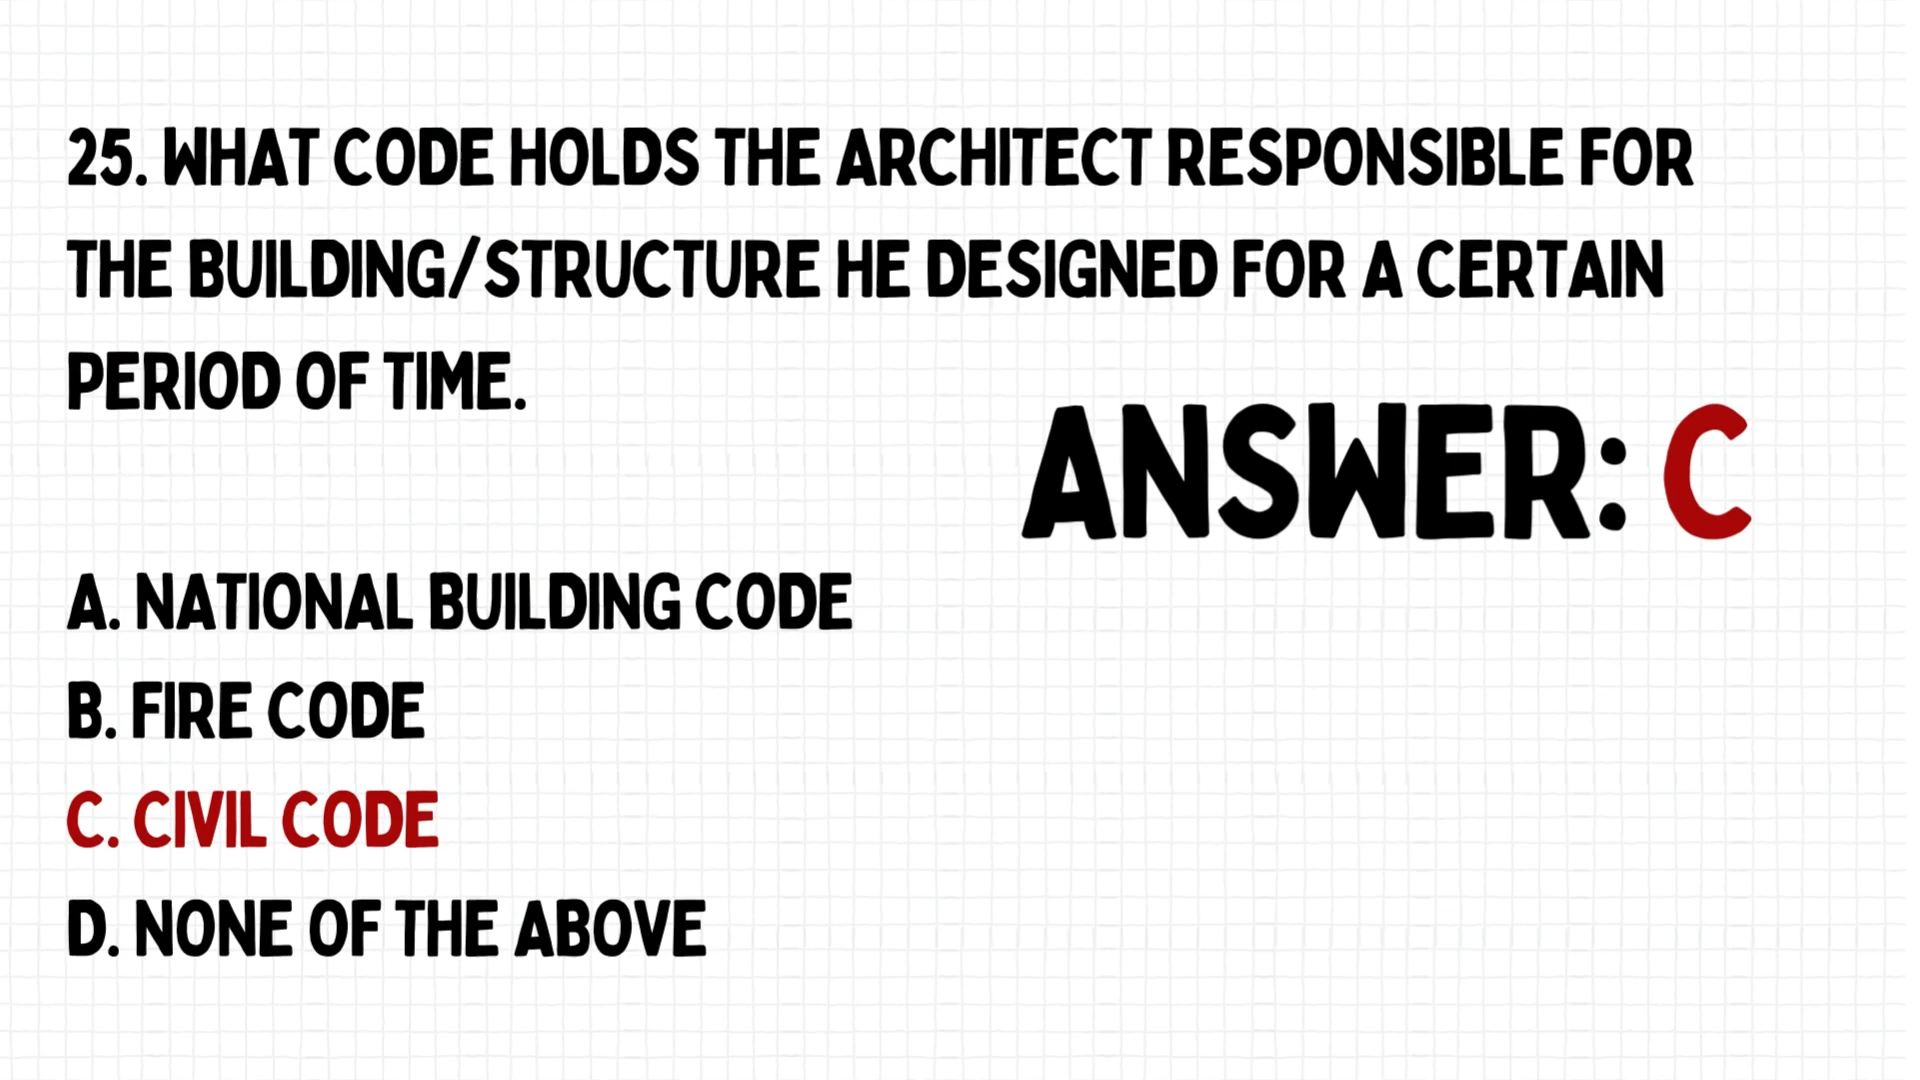 25. WHAT CODE HOLDS THE ARCHITECT RESPONSIBLE FOR
THE BUILDING/STRUCTURE HE DESIGNED FOR A CERTAIN
PERIOD OF TIME.
ANSWER: C
A. NATIONAL BUILDING CODE
B. FIRE CODE
C. CIVIL CODE
D. NONE OF THE ABOVE